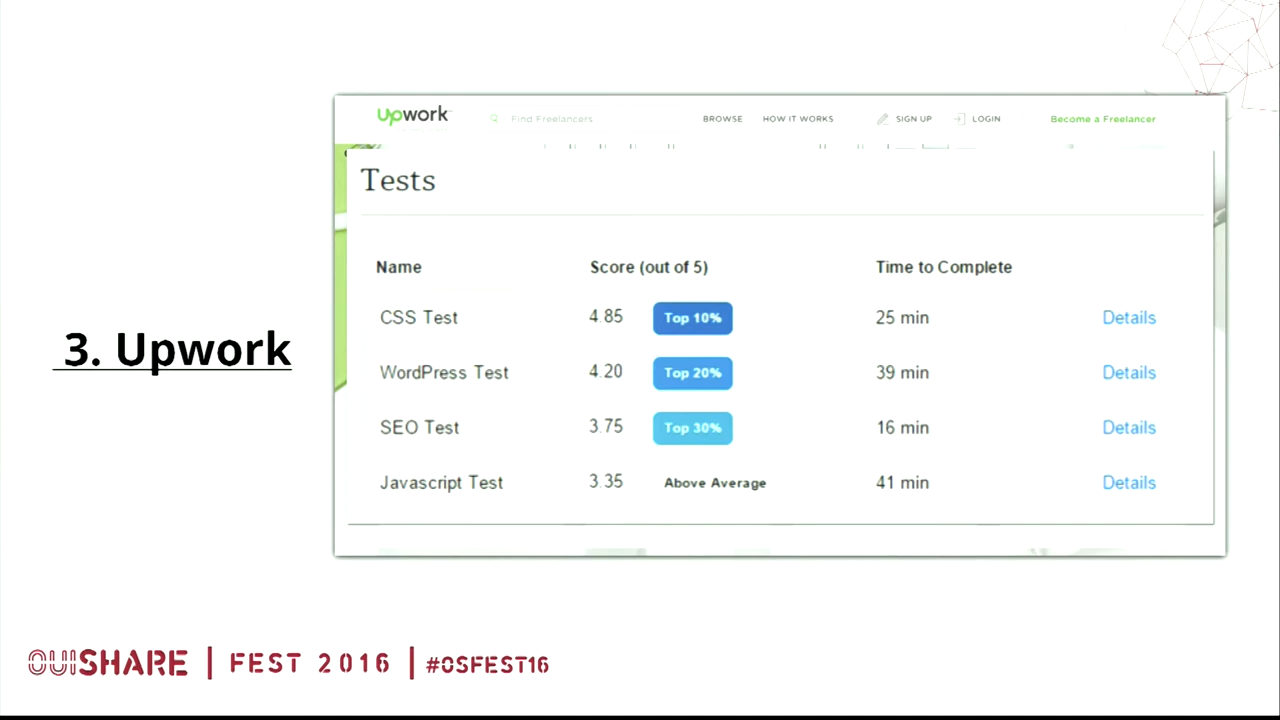 upwork
Find Freelancers
BROWSE HOW IT WORKS SIGN UP LOGIN Become a Freelancer
Tests
Name Score (out of 5) Time to Complete
CSS Test 4.85 Top 10% 25 min Details
WordPress Test 4.20 Top 20% 39 min Details
SEO Test 3.75 Top 30% 16 min Details
Javascript Test 3.35 Above Average 41 min Details
3. Upwork
OUISHARE | FEST 2016 | #OSFEST16